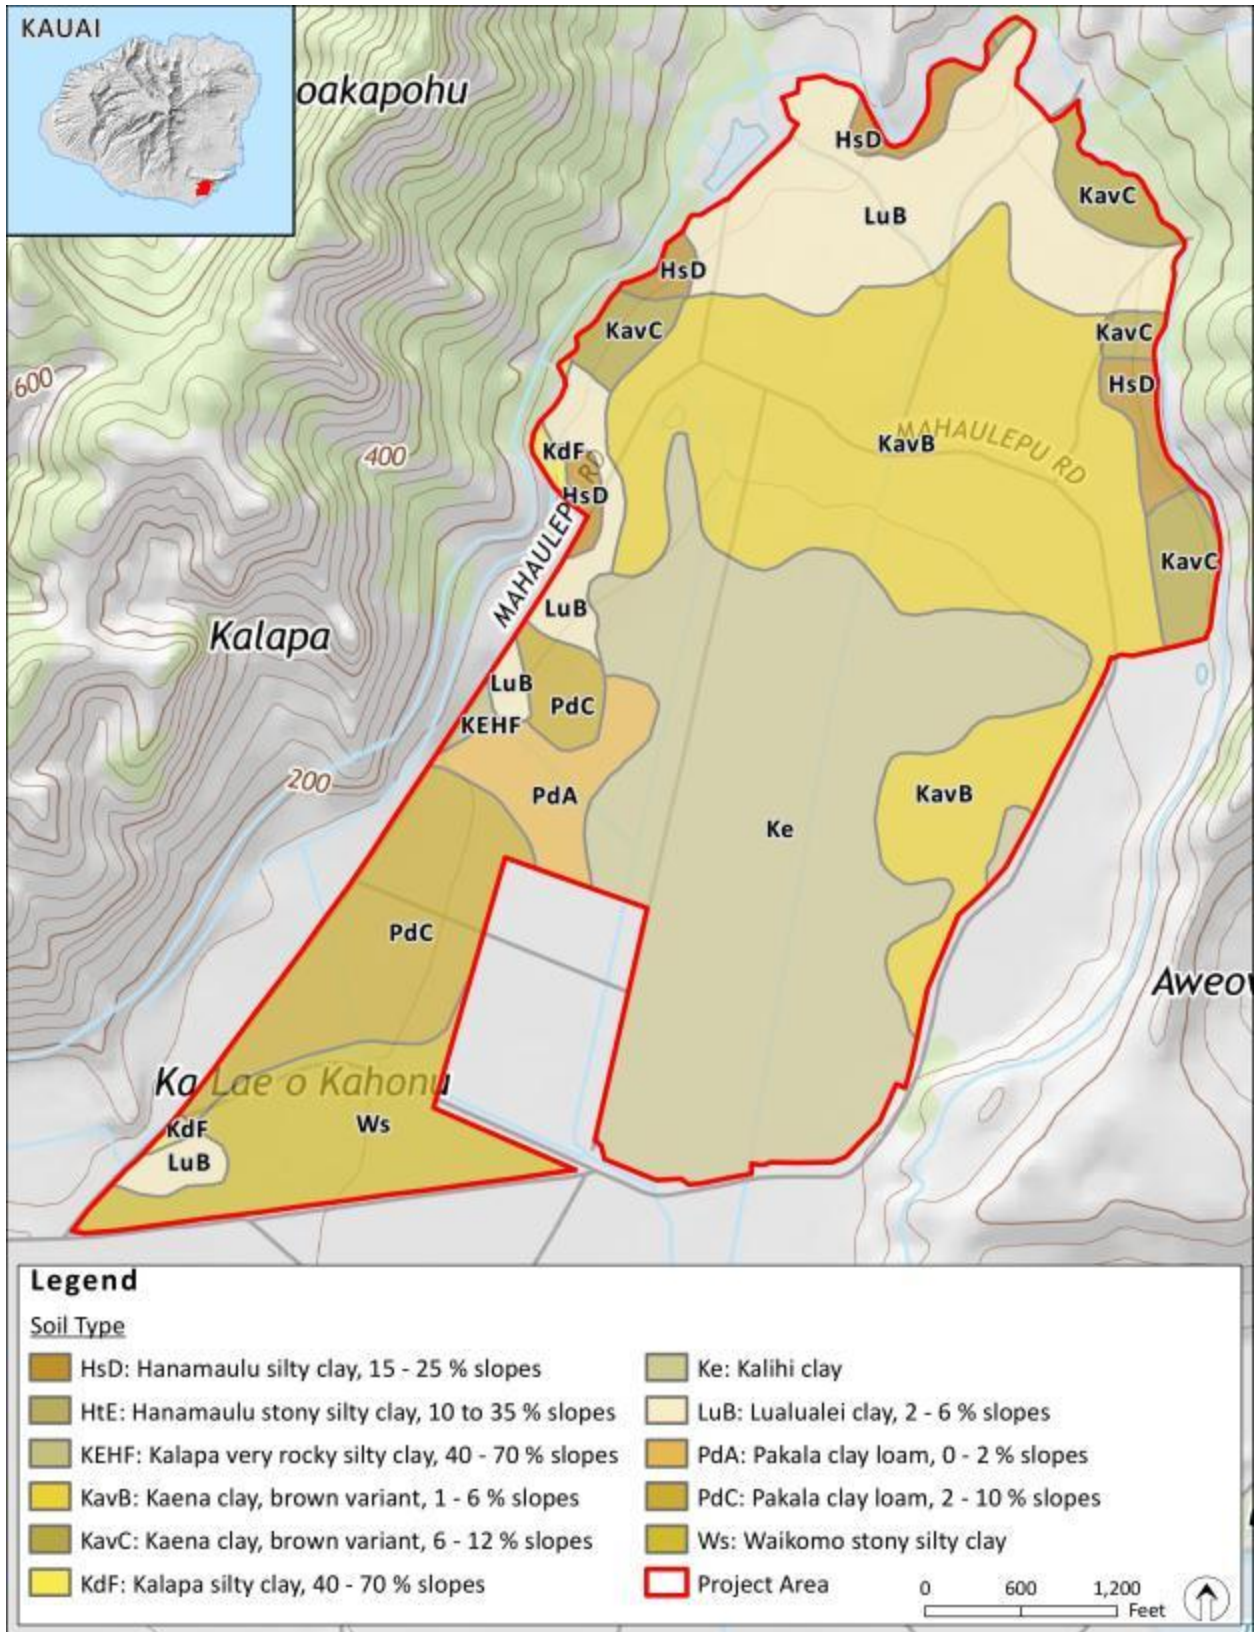 KAUAI
oakapohu
HsD
KavC
LuB
HsD
KavC
KavC
600
HsD
MAHAULEPU RD
KavB
400
KdF
RD
HsD
MAHAULEP
KavC
LuB
Kalapa
LuB
PdC
KEHF
200
PdA
KavB
Ke
PdC
Aweow
Ka Lae o Kahonu
KdF
Ws
LuB
Legend
Soil Type
HsD: Hanamaulu silty clay, 15 - 25 % slopes
HtE: Hanamaulu stony silty clay, 10 to 35 % slopes
KEHF: Kalapa very rocky silty clay, 40 - 70 % slopes
KavB: Kaena clay, brown variant, 1 - 6 % slopes
KavC: Kaena clay, brown variant, 6 - 12 % slopes
KdF: Kalapa silty clay, 40 - 70 % slopes
Ke: Kalihi clay
LuB: Lualualei clay, 2 - 6 % slopes
PdA: Pakala clay loam, 0 - 2 % slopes
PdC: Pakala clay loam, 2 - 10 % slopes
Ws: Waikomo stony silty clay
Project Area
0 600 1,200
Feet